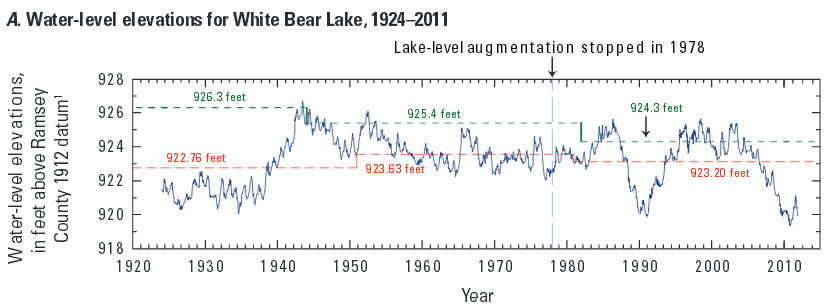 A. Water-level elevations for White Bear Lake, 1924–2011
Lake-level augmentation stopped in 1978
Water-level elevations,
in feet above Ramsey
County 1912 datum¹
928
926
924
922
920
918
926.3 feet
925.4 feet
924.3 feet
922.76 feet
923.63 feet
923.20 feet
1920 1930 1940 1950 1960 1970 1980 1990 2000 2010
Year